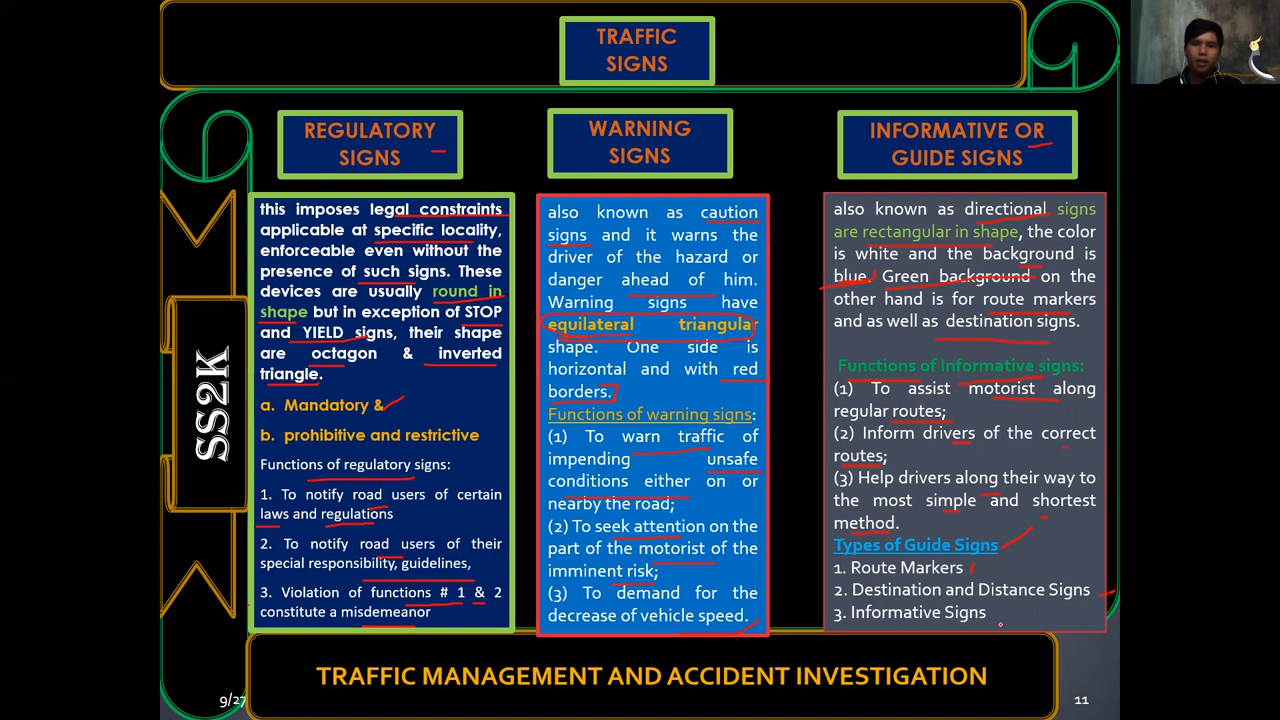 TRAFFIC
SIGNS
REGULATORY
SIGNS
this imposes legal constraints
applicable at specific locality,
enforceable even without the
presence of such signs. These
devices are usually round in
shape but in exception of STOP
and YIELD signs, their shape
are octagon & inverted
triangle.
a. Mandatory &
b. prohibitive and restrictive
Functions of regulatory signs:
1. To notify road users of certain
laws and regulations
2. To notify road users of their
special responsibility, guidelines,
3. Violation of functions # 1 & 2
constitute a misdemeanor
WARNING
SIGNS
also known as caution
signs and it warns the
driver of the hazard or
danger ahead of him.
Warning signs have
equilateral triangular
shape. One side is
horizontal and with red
borders.
Functions of warning signs:
(1) To warn traffic of
impending unsafe
conditions either on or
nearby the road;
(2) To seek attention on the
part of the motorist of the
imminent risk;
(3) To demand for the
decrease of vehicle speed.
INFORMATIVE OR
GUIDE SIGNS
also known as directional signs
are rectangular in shape, the color
is white and the background is
blue. Green background on the
other hand is for route markers
and as well as destination signs.
Functions of Informative signs:
(1) To assist motorist along
regular routes;
(2) Inform drivers of the correct
routes;
(3) Help drivers along their way to
the most simple and shortest
method.
Types of Guide Signs
1. Route Markers
2. Destination and Distance Signs
3. Informative Signs
SS2K
TRAFFIC MANAGEMENT AND ACCIDENT INVESTIGATION
9/27
11